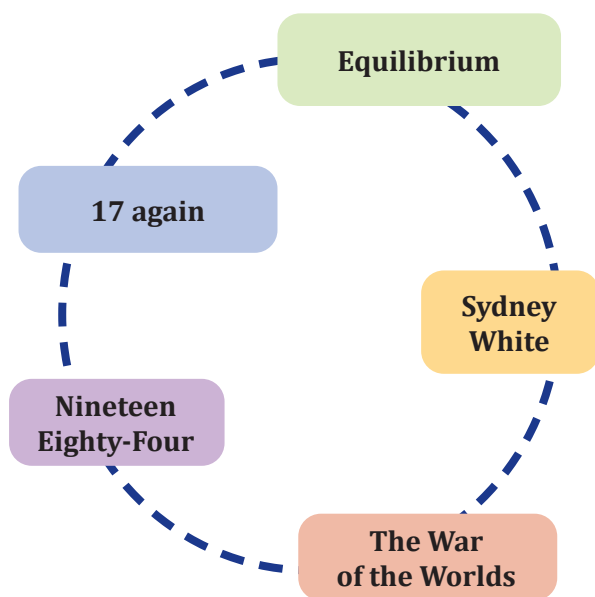 Equilibrium
17 again
Sydney
White
Nineteen
Eighty-Four
The War
of the Worlds